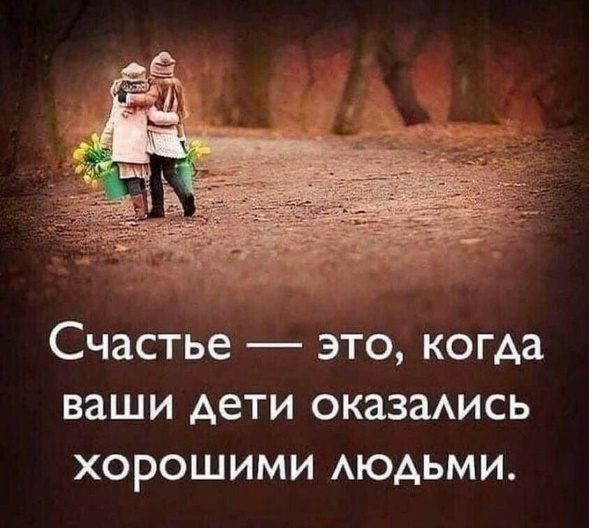 Счастье — это, когда
ваши дети оказались
хорошими людьми.